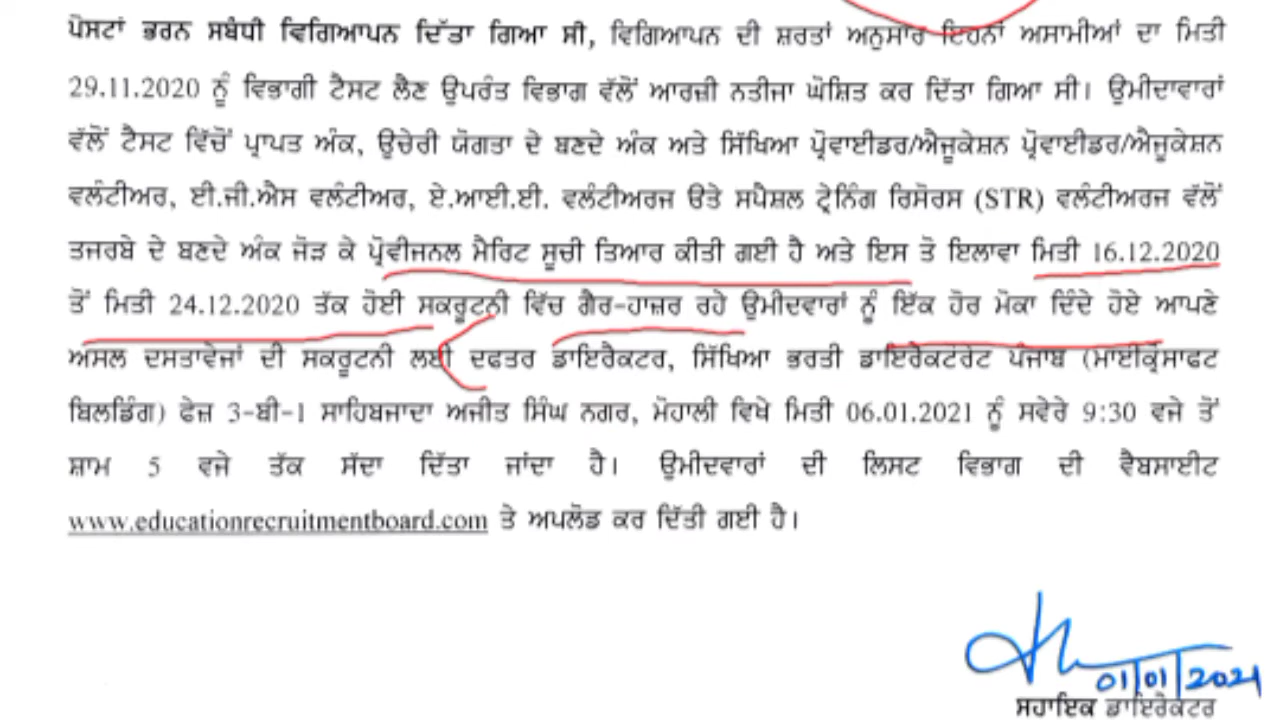 ਪੋਸਟਾਂ ਭਰਨ ਸਬੰਧੀ ਵਿਗਿਆਪਨ ਦਿੱਤਾ ਗਿਆ ਸੀ, ਵਿਗਿਆਪਨ ਦੀ ਸ਼ਰਤਾਂ ਅਨੁਸਾਰ ਇਹਨਾਂ ਅਸਾਮੀਆਂ ਦਾ ਮਿਤੀ
29.11.2020 ਨੂੰ ਵਿਭਾਗੀ ਟੈਸਟ ਲੈਣ ਉਪਰੰਤ ਵਿਭਾਗ ਵੱਲੋਂ ਆਰਜ਼ੀ ਨਤੀਜਾ ਘੋਸ਼ਿਤ ਕਰ ਦਿੱਤਾ ਗਿਆ ਸੀ। ਉਮੀਦਾਵਾਰਾਂ
ਵੱਲੋਂ ਟੈਸਟ ਵਿੱਚੋਂ ਪ੍ਰਾਪਤ ਅੰਕ, ਉਚੇਰੀ ਯੋਗਤਾ ਦੇ ਬਣਦੇ ਅੰਕ ਅਤੇ ਸਿੱਖਿਆ ਪ੍ਰੋਵਾਈਡਰ/ਐਜੂਕੇਸ਼ਨ ਪ੍ਰੋਵਾਈਡਰ/ਐਜੂਕੇਸ਼ਨ
ਵਲੰਟੀਅਰ, ਈ.ਜੀ.ਐਸ ਵਲੰਟੀਅਰ, ਏ.ਆਈ.ਈ. ਵਲੰਟੀਅਰਜ ੳਤੇ ਸਪੈਸ਼ਲ ਟ੍ਰੇਨਿੰਗ ਰਿਸੋਰਸ (STR) ਵਲੰਟੀਅਰਜ ਵੱਲੋਂ
ਤਜਰਬੇ ਦੇ ਬਣਦੇ ਅੰਕ ਜੋੜ ਕੇ ਪ੍ਰੋਵੀਜਨਲ ਮੈਰਿਟ ਸੂਚੀ ਤਿਆਰ ਕੀਤੀ ਗਈ ਹੈ ਅਤੇ ਇਸ ਤੋ ਇਲਾਵਾ ਮਿਤੀ 16.12.2020
ਤੋਂ ਮਿਤੀ 24.12.2020 ਤੱਕ ਹੋਈ ਸਕਰੂਟਨੀ ਵਿੱਚ ਗੈਰ-ਹਾਜ਼ਰ ਰਹੇ ਉਮੀਦਵਾਰਾਂ ਨੂੰ ਇੱਕ ਹੋਰ ਮੋਕਾ ਦਿੰਦੇ ਹੋਏ ਆਪਣੇ
ਅਸਲ ਦਸਤਾਵੇਜਾਂ ਦੀ ਸਕਰੂਟਨੀ ਲਈ ਦਫਤਰ ਡਾਇਰੈਕਟਰ, ਸਿੱਖਿਆ ਭਰਤੀ ਡਾਇਰੈਕਟੋਰੇਟ ਪੰਜਾਬ (ਮਾਈਕ੍ਰੋਸਾਫਟ
ਬਿਲਡਿੰਗ) ਫੇਜ਼ 3-ਬੀ-1 ਸਾਹਿਬਜਾਦਾ ਅਜੀਤ ਸਿੰਘ ਨਗਰ, ਮੋਹਾਲੀ ਵਿਖੇ ਮਿਤੀ 06.01.2021 ਨੂੰ ਸਵੇਰੇ 9:30 ਵਜੇ ਤੋਂ
ਸ਼ਾਮ 5 ਵਜੇ ਤੱਕ ਸੱਦਾ ਦਿੱਤਾ ਜਾਂਦਾ ਹੈ। ਉਮੀਦਵਾਰਾਂ ਦੀ ਲਿਸਟ ਵਿਭਾਗ ਦੀ ਵੈਬਸਾਈਟ
www.educationrecruitmentboard.com ਤੇ ਅਪਲੋਡ ਕਰ ਦਿੱਤੀ ਗਈ ਹੈ।
01/01/2021
ਸਹਾਇਕ ਡਾਇਰੈਕਟਰ